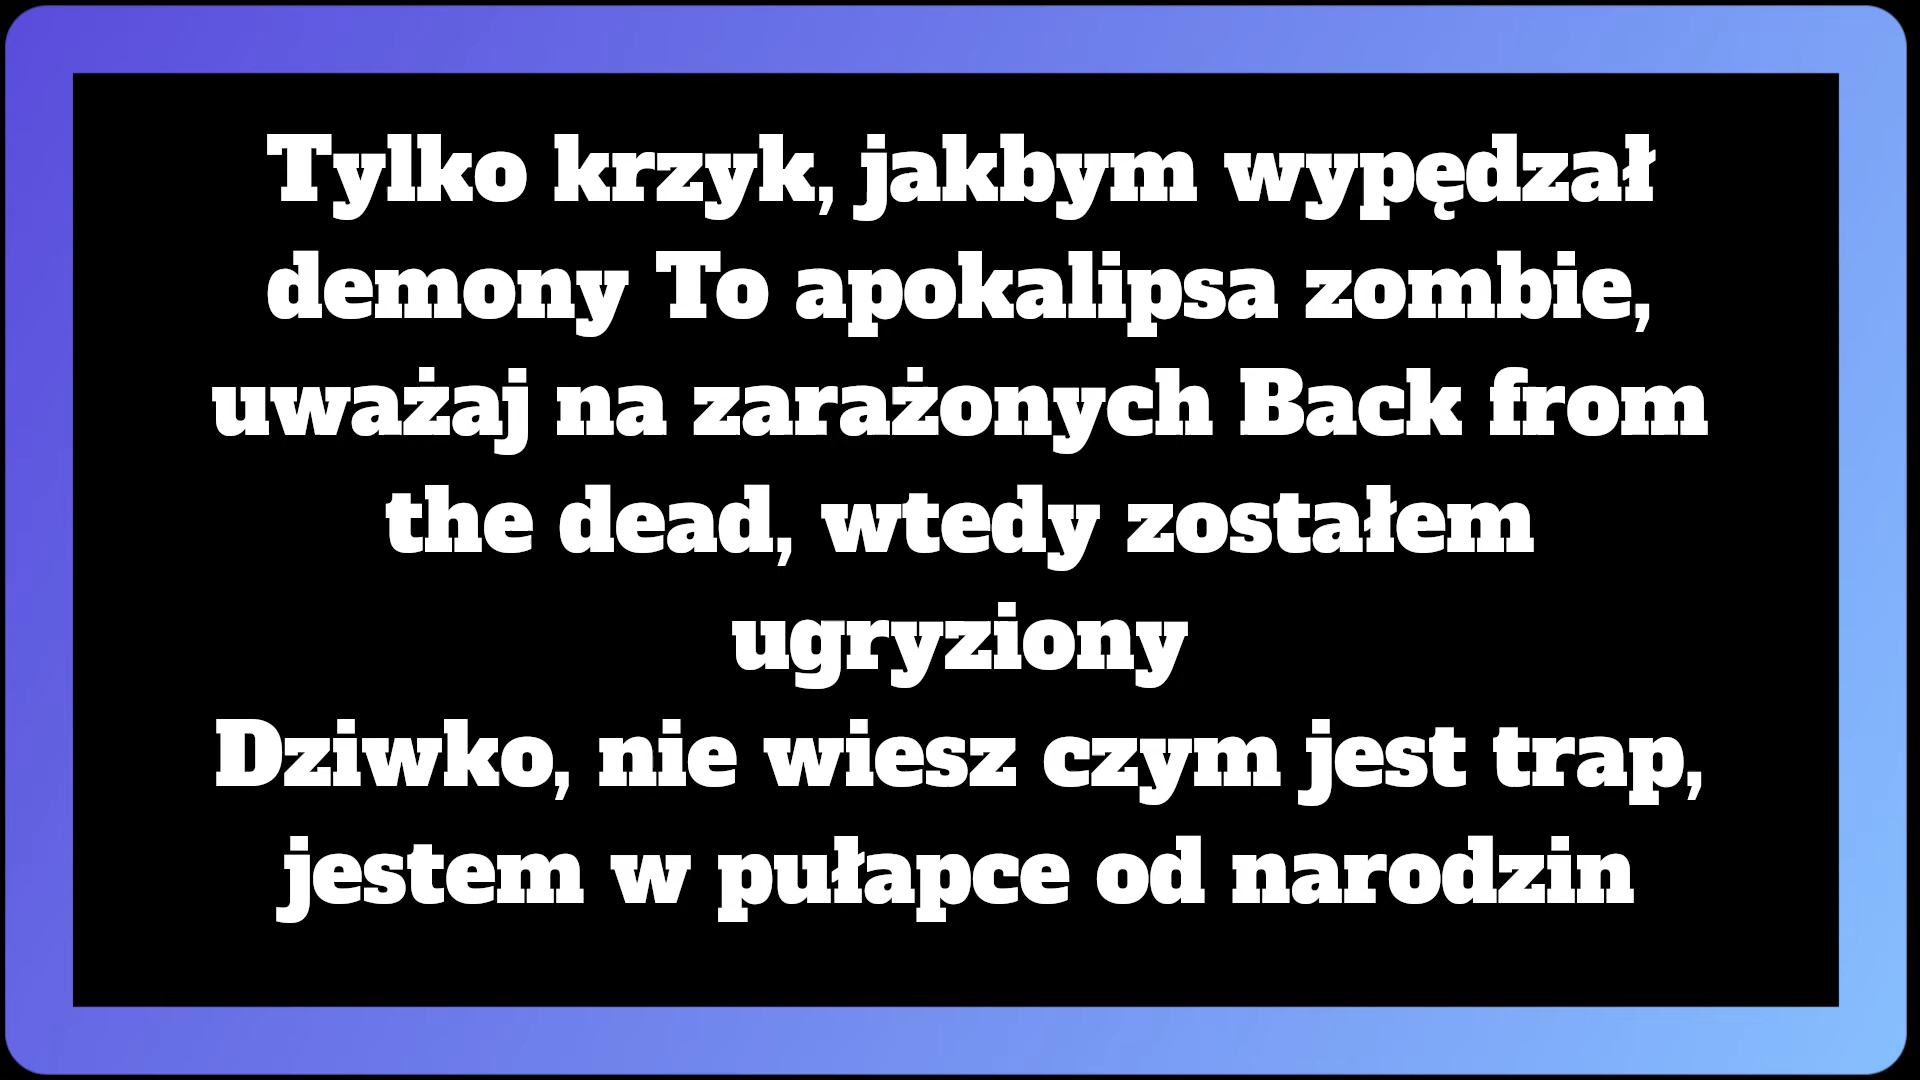 Tylko krzyk, jakbym wypędzał
demony To apokalipsa zombie,
uważaj na zarażonych Back from
the dead, wtedy zostałem
ugryziony
Dziwko, nie wiesz czym jest trap,
jestem w pułapce od narodzin